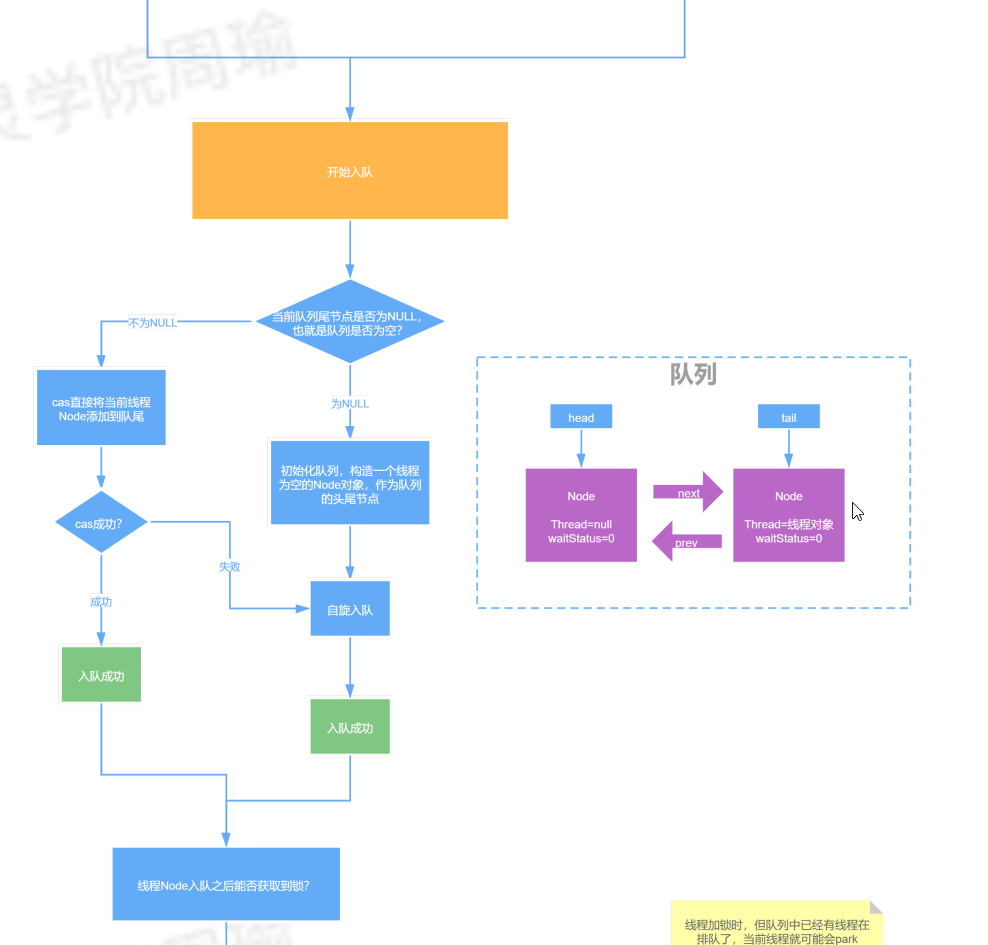 灵学院周瑜
开始入队
当前队列尾节点是否为NULL，
也就是队列是否为空？
不为NULL
为NULL
cas直接将当前线程
Node添加到队尾
初始化队列，构造一个线程
为空的Node对象，作为队列
的头尾节点
cas成功？
失败
成功
自旋入队
入队成功
入队成功
线程Node入队之后能否获取到锁？
队列
head
tail
Node
Thread=null
waitStatus=0
next
prev
Node
Thread=线程对象
waitStatus=0
线程加锁时，但队列中已经有线程在
排队了，当前线程就可能会park
周瑜